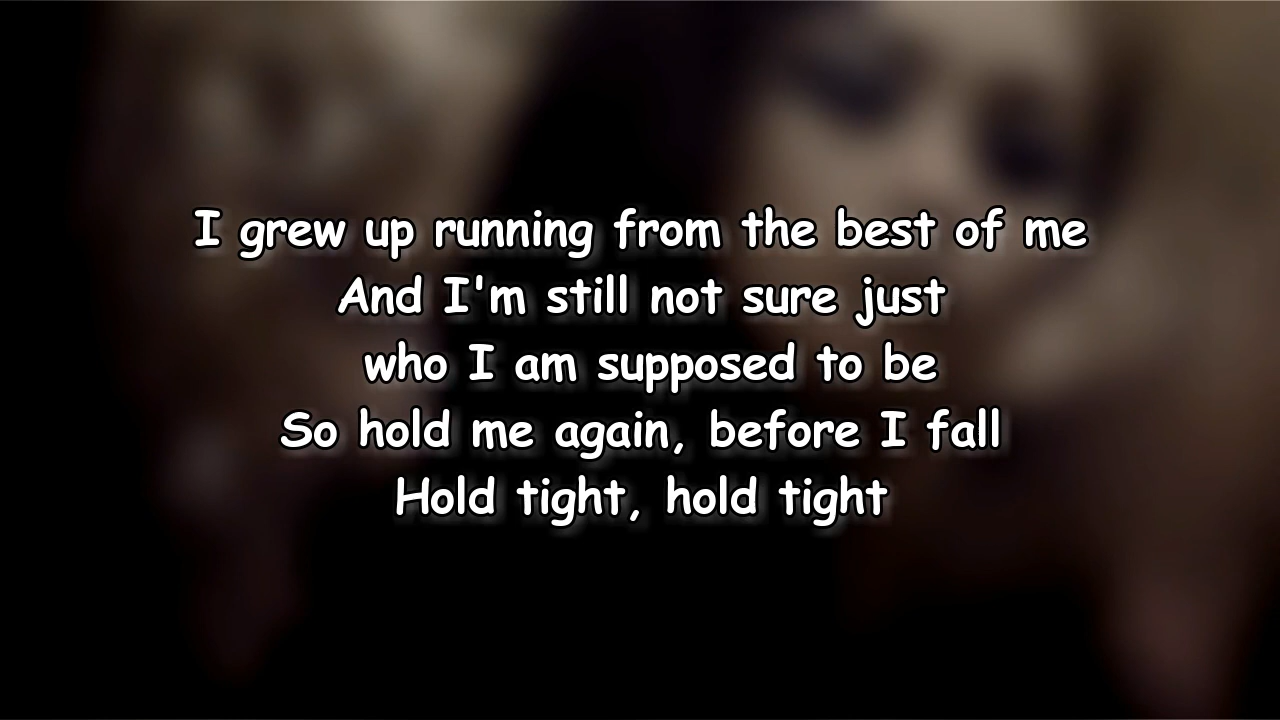 I grew up running from the best of me
And I'm still not sure just
who I am supposed to be
So hold me again, before I fall
Hold tight, hold tight